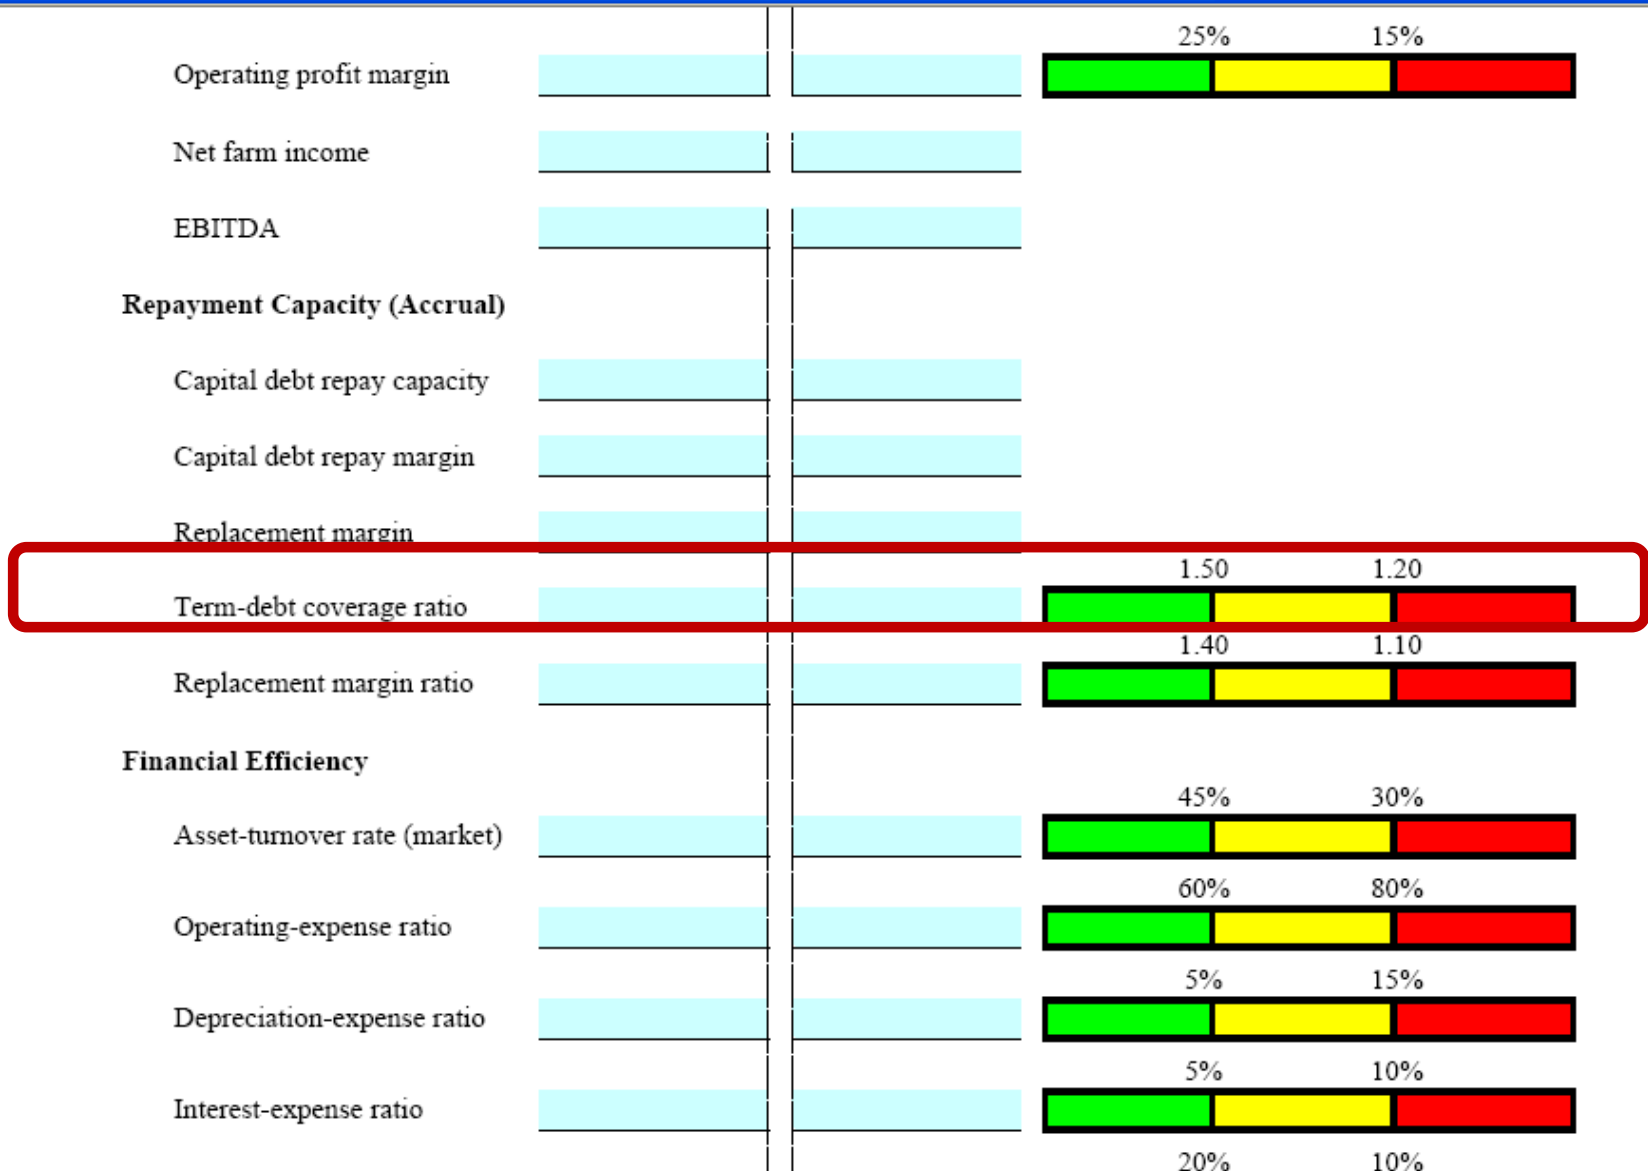 25% 15%
Operating profit margin
Net farm income
EBITDA
Repayment Capacity (Accrual)
Capital debt repay capacity
Capital debt repay margin
Replacement margin
1.50 1.20
Term-debt coverage ratio
1.40 1.10
Replacement margin ratio
Financial Efficiency
45% 30%
Asset-turnover rate (market)
60% 80%
Operating-expense ratio
5% 15%
Depreciation-expense ratio
5% 10%
Interest-expense ratio
20% 10%